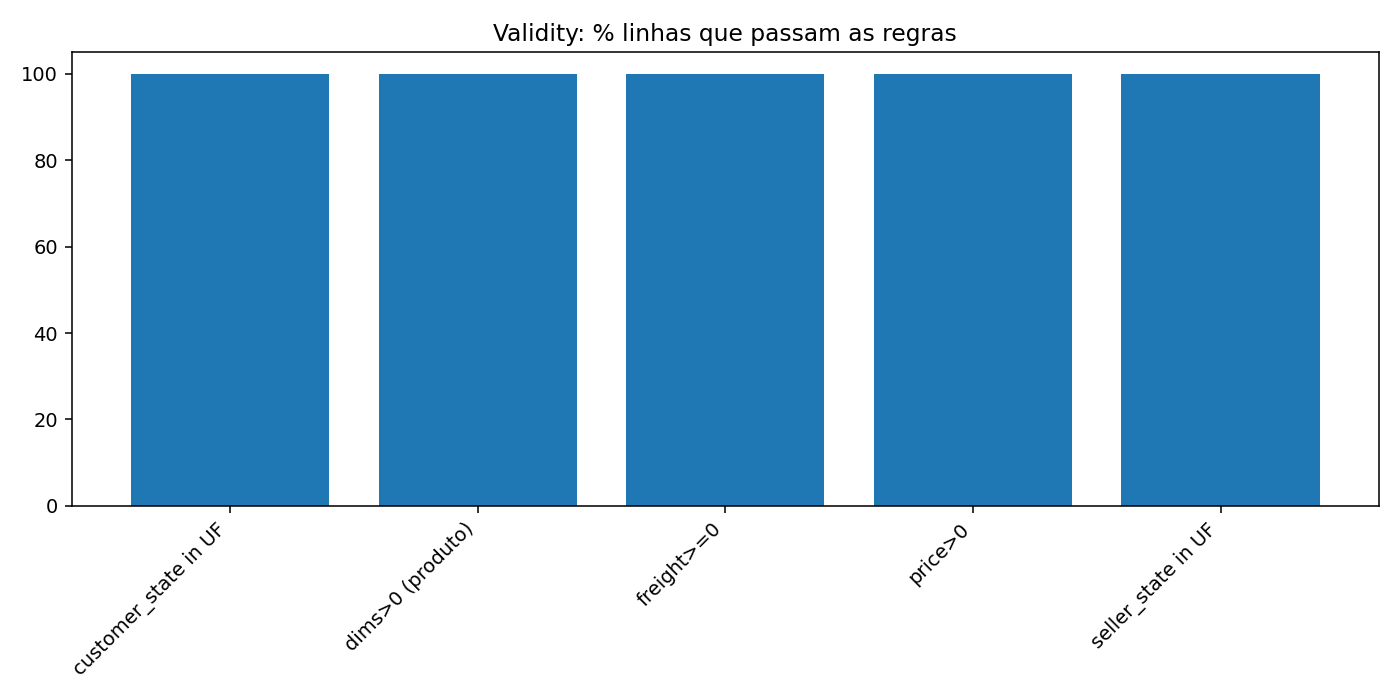 Validity: % linhas que passam as regras
100
80
60
40
20
0
customer_state in UF
dims>0 (produto)
freight>=0
price>0
seller_state in UF